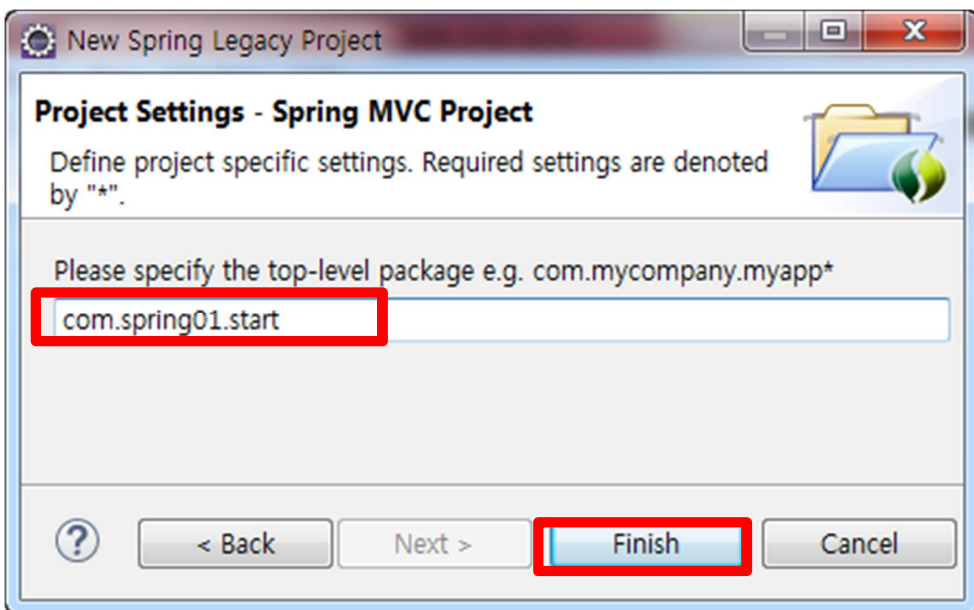 New Spring Legacy Project
Project Settings - Spring MVC Project
Define project specific settings. Required settings are denoted
by "*".
Please specify the top-level package e.g. com.mycompany.myapp*
com.spring01.start
?
< Back
Next >
Finish
Cancel